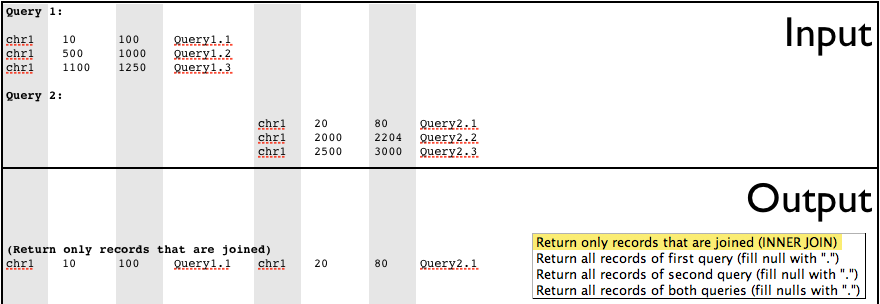 Query 1:
Input
chr1 10 100 Query1.1
chr1 500 1000 Query1.2
chr1 1100 1250 Query1.3
Query 2:
chr1 20 80 Query2.1
chr1 2000 2204 Query2.2
chr1 2500 3000 Query2.3
Output
(Return only records that are joined)
chr1 10 100 Query1.1 chr1 20 80 Query2.1
Return only records that are joined (INNER JOIN)
Return all records of first query (fill null with ".")
Return all records of second query (fill null with ".")
Return all records of both queries (fill nulls with ".")